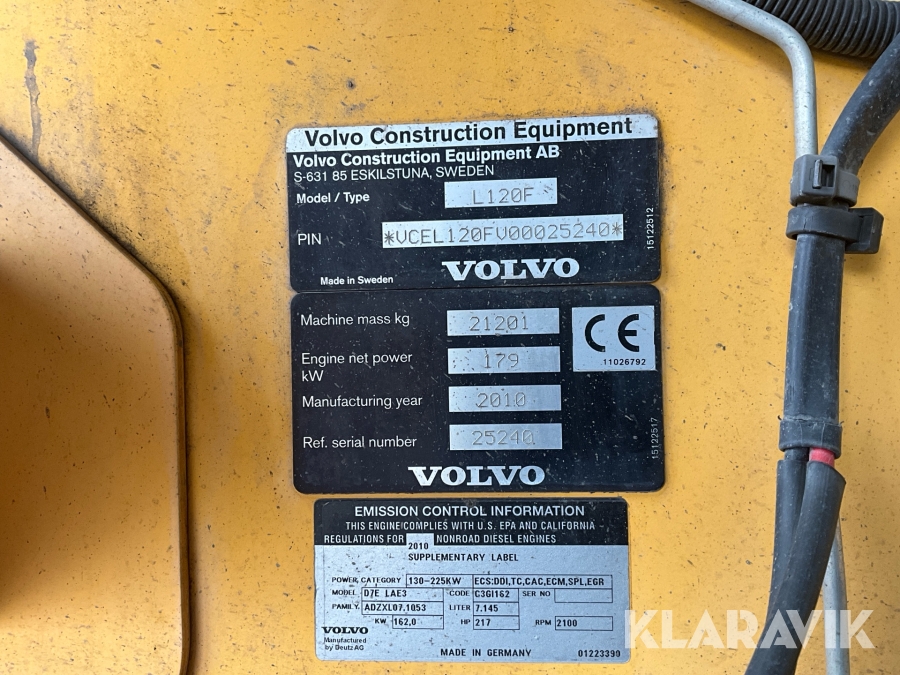 Volvo Construction Equipment
Volvo Construction Equipment AB
S-631 85 ESKILSTUNA, SWEDEN
Model / Type L120F
PIN *VCEL120FV00025240*
Made in Sweden VOLVO
15122512
Machine mass kg 21201
Engine net power kW 179
Manufacturing year 2010
Ref. serial number 25240
CE
11026792
VOLVO
15122517
EMISSION CONTROL INFORMATION
THIS ENGINE COMPLIES WITH U.S. EPA AND CALIFORNIA
REGULATIONS FOR 2010 NONROAD DIESEL ENGINES
SUPPLEMENTARY LABEL
POWER CATEGORY 130-225KW ECS:DDI,TC,CAC,ECM,SPL,EGR
MODEL D7E LAE3 CODE C3GI162 SER NO
FAMILY ADZXL07.1053 LITER 7.145
KW 162,0 HP 217 RPM 2100
VOLVO
Manufactured
by Deutz AG
MADE IN GERMANY 01223390
KLARAVIK